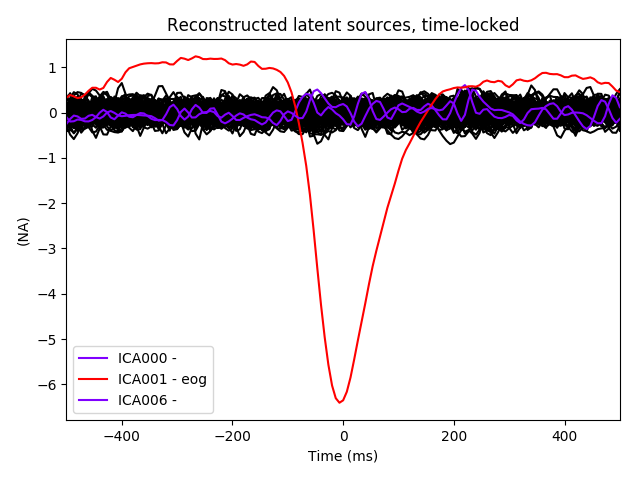 Reconstructed latent sources, time-locked
1
0
−1
−2
−3
−4
−5
−6
(NA)
ICA000 -
ICA001 - eog
ICA006 -
−400
−200
0
200
400
Time (ms)